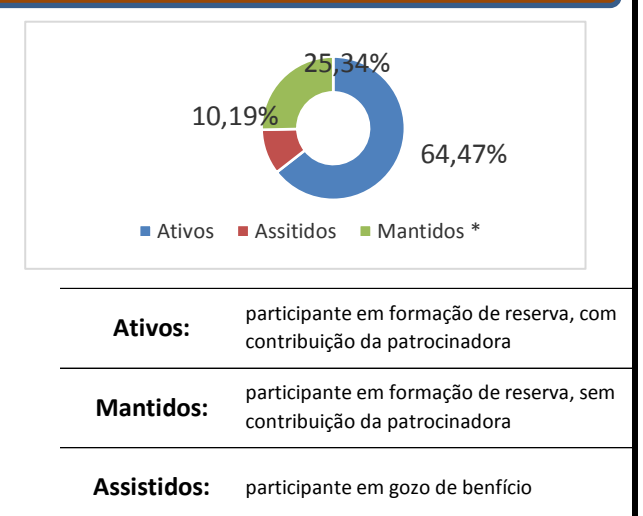 25,34%
10,19%
64,47%
Ativos Assitidos Mantidos *
Ativos: participante em formação de reserva, com
contribuição da patrocinadora
Mantidos: participante em formação de reserva, sem
contribuição da patrocinadora
Assistidos: participante em gozo de benfício